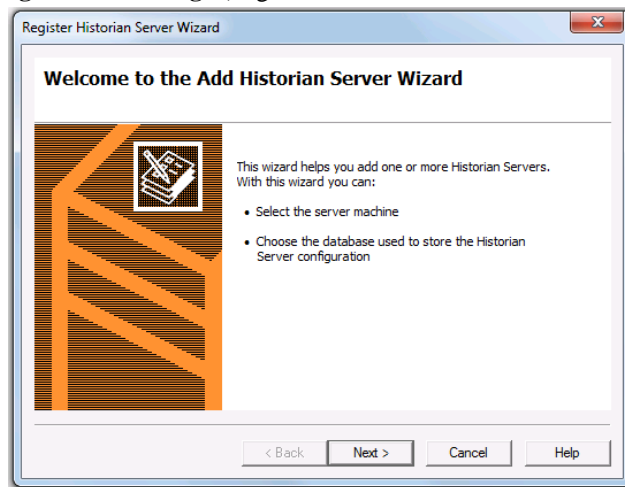 Register Historian Server Wizard
Welcome to the Add Historian Server Wizard
This wizard helps you add one or more Historian Servers.
With this wizard you can:
• Select the server machine
• Choose the database used to store the Historian
Server configuration
< Back Next > Cancel Help